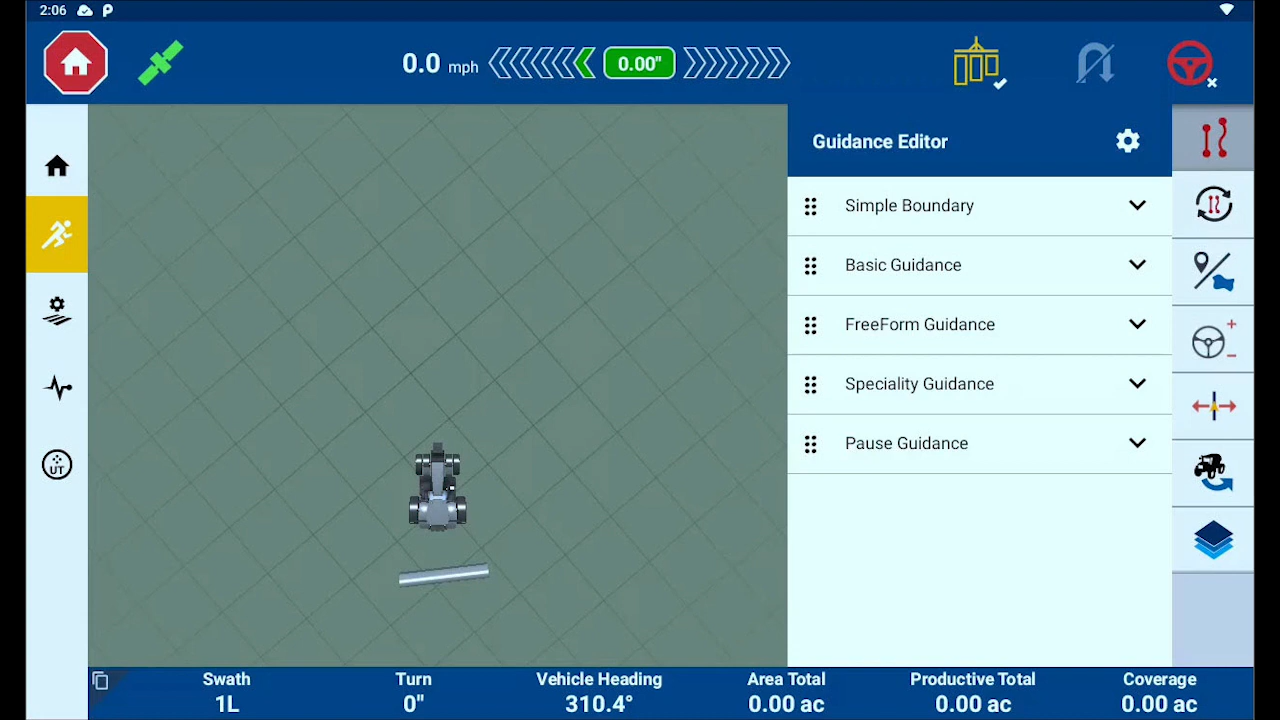 2:06
0.0 mph
0.00"
Guidance Editor
Simple Boundary
Basic Guidance
FreeForm Guidance
Speciality Guidance
Pause Guidance
UT
Swath Turn Vehicle Heading Area Total Productive Total Coverage
1L 0" 310.4° 0.00 ac 0.00 ac 0.00 ac